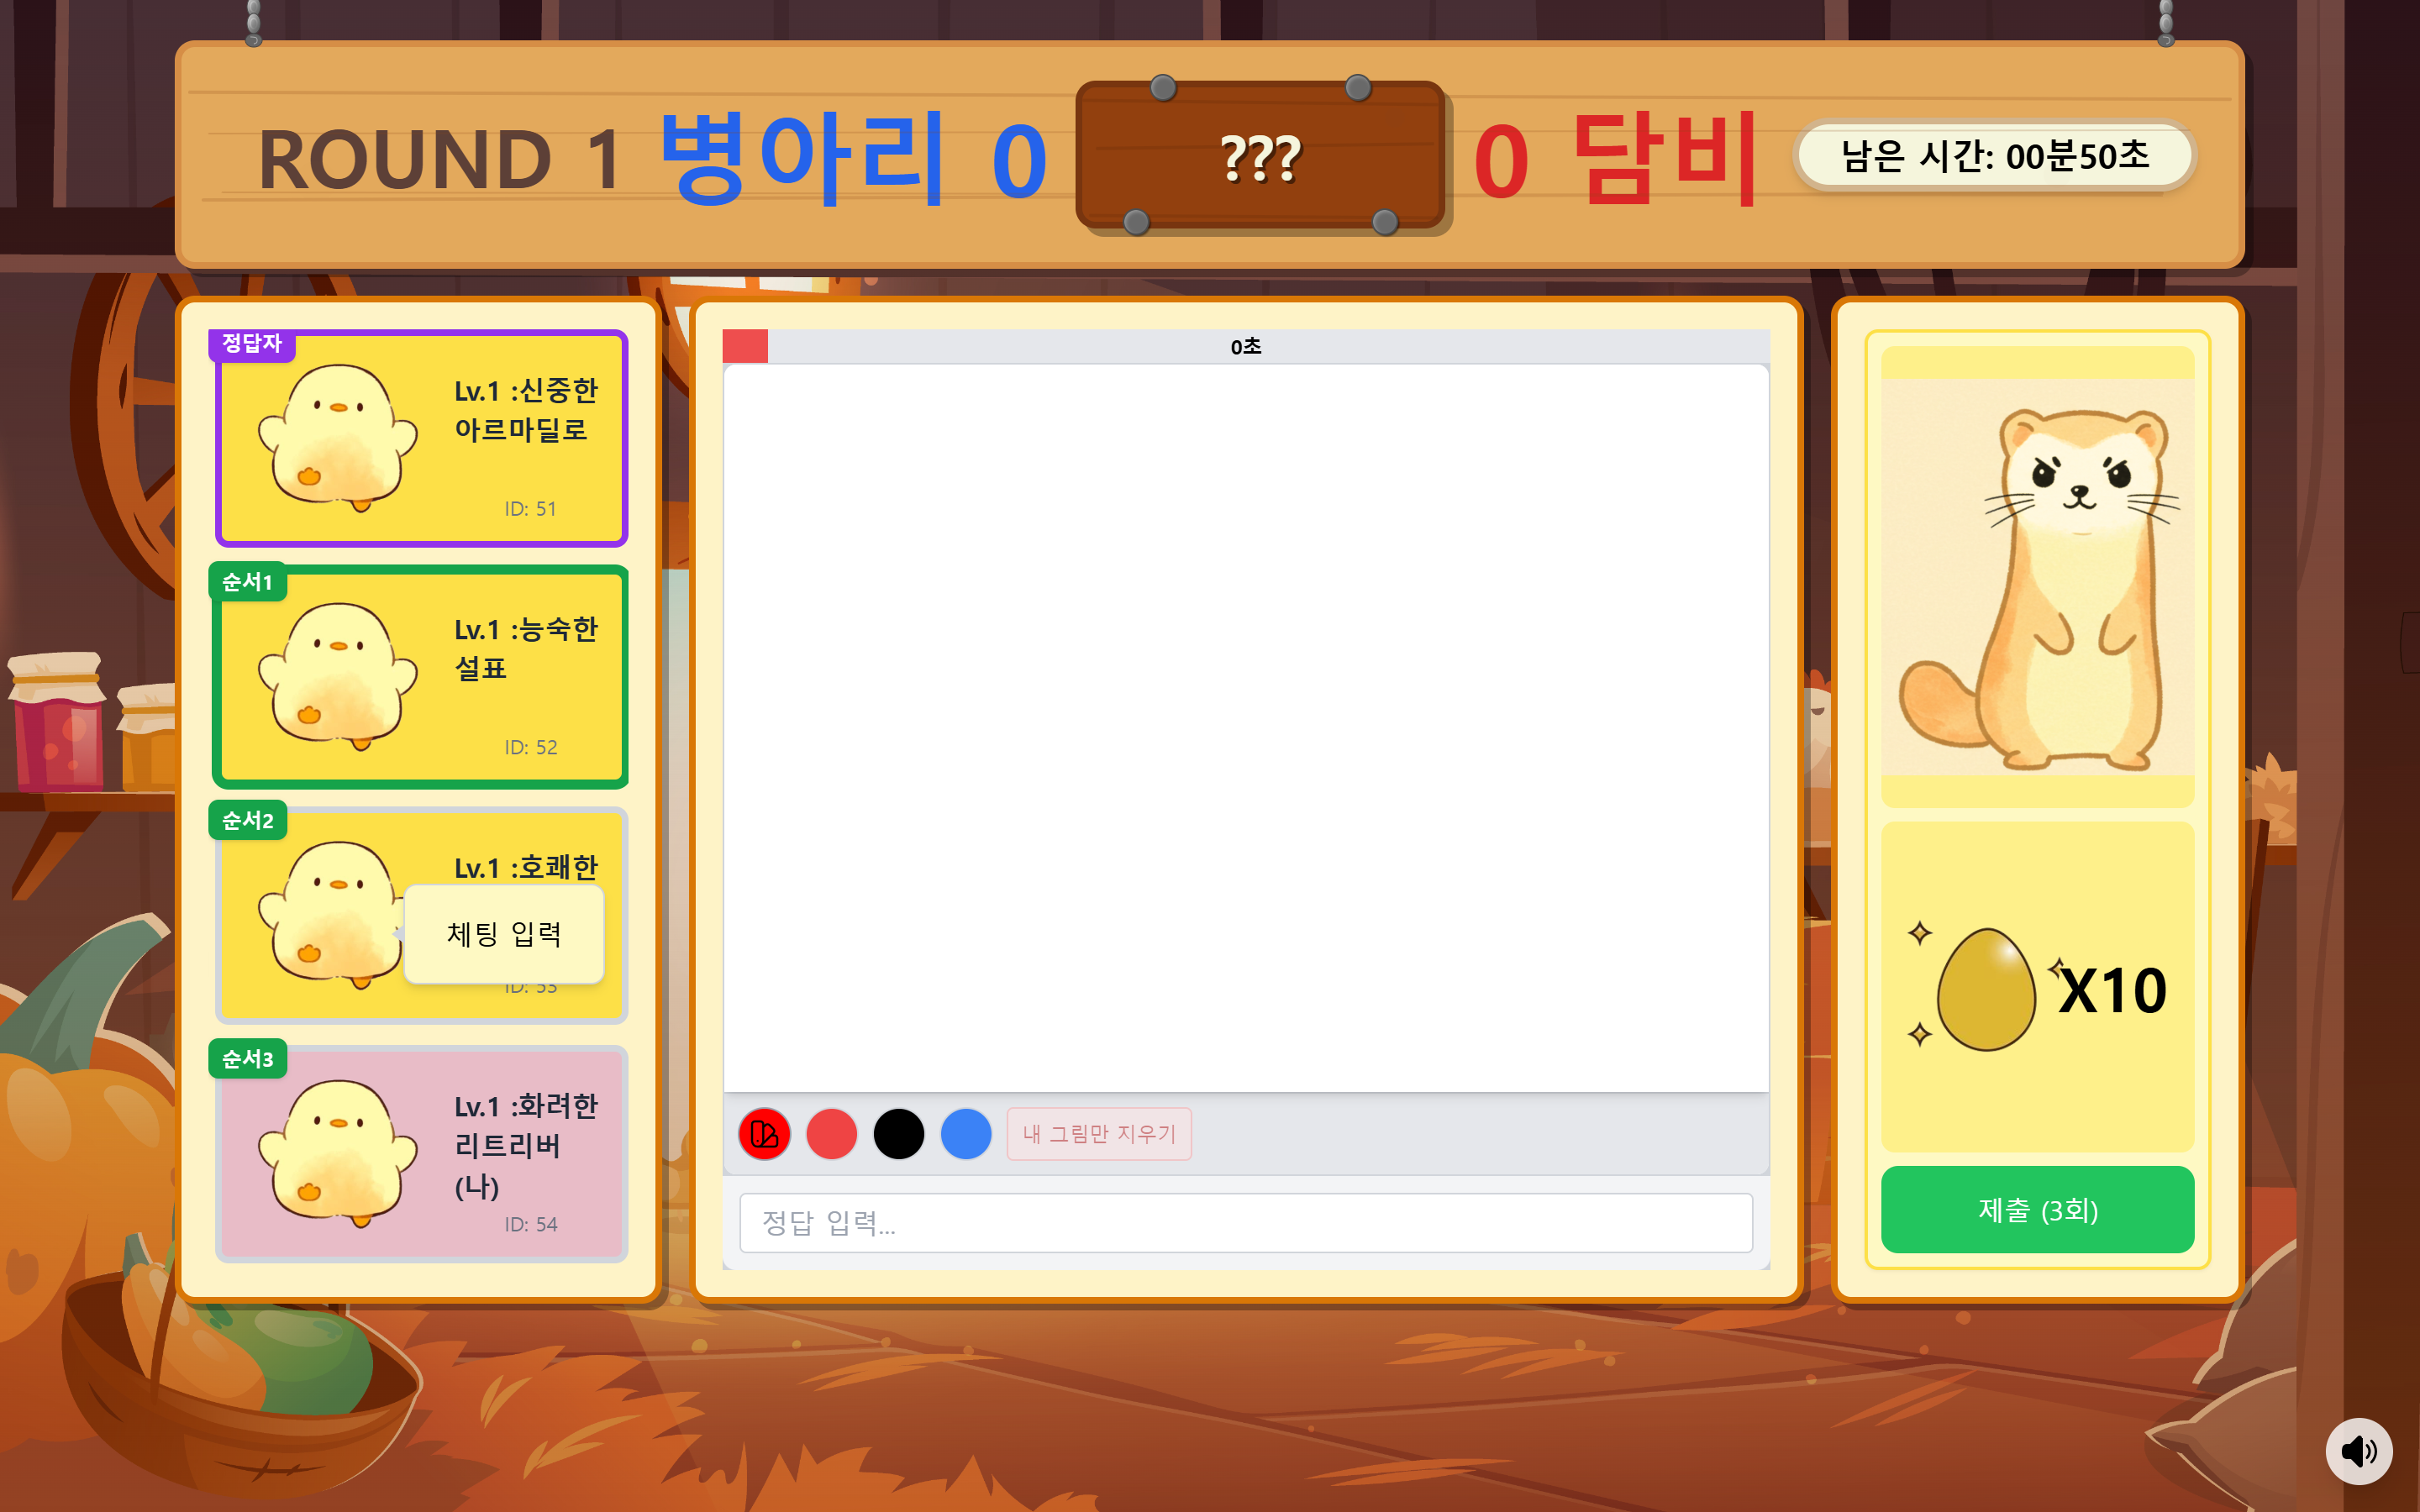 ROUND 1 병아리 0 ??? 0 담비 남은 시간: 00분50초
정답자
Lv.1 :신중한
아르마딜로
ID: 51
순서1
Lv.1 :능숙한
설표
ID: 52
순서2
Lv.1 :호쾌한
체팅 입력
ID: 53
순서3
Lv.1 :화려한
리트리버
(나)
ID: 54
0초
내 그림만 지우기
정답 입력...
X10
제출 (3회)